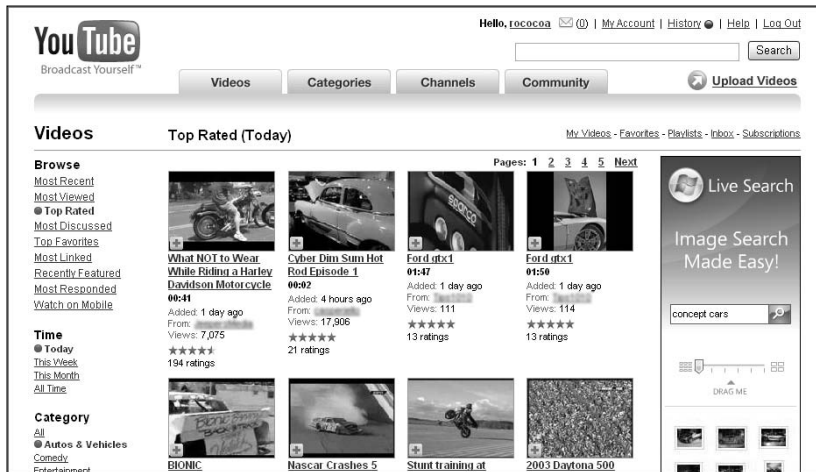 Hello, rococoa (0) | My Account | History | Help | Log Out
YouTube
Broadcast Yourself™
Search
Videos
Categories
Channels
Community
Upload Videos
Videos
Top Rated (Today)
My Videos - Favorites - Playlists - Inbox - Subscriptions
Browse
Most Recent
Most Viewed
Top Rated
Most Discussed
Top Favorites
Most Linked
Recently Featured
Most Responded
Watch on Mobile
Time
Today
This Week
This Month
All Time
Category
All
Autos & Vehicles
Comedy
Entertainment
Pages: 1 2 3 4 5 Next
What NOT to Wear
While Riding a Harley
Davidson Motorcycle
00:41
Added: 1 day ago
From:
Views: 7,075
194 ratings
Cyber Dim Sum Hot
Rod Episode 1
00:02
Added: 4 hours ago
From:
Views: 17,906
21 ratings
sparco
Ford gtx1
01:47
Added: 1 day ago
From:
Views: 111
13 ratings
Ford gtx1
01:50
Added: 1 day ago
From:
Views: 114
13 ratings
BIONIC
Nascar Crashes 5
Stunt training at
2003 Daytona 500
Live Search
Image Search
Made Easy!
concept cars
DRAG ME